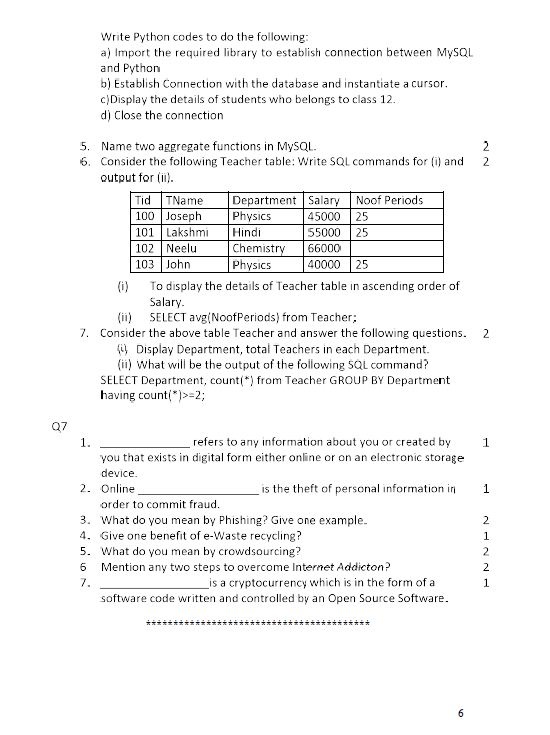 Write Python codes to do the following:
a) Import the required library to establish connection between MySQL
and Python
b) Establish Connection with the database and instantiate a cursor.
c)Display the details of students who belongs to class 12.
d) Close the connection
5. Name two aggregate functions in MySQL. 2
6. Consider the following Teacher table: Write SQL commands for (i) and 2
output for (ii).
Tid TName Department Salary Noof Periods
100 Joseph Physics 45000 25
101 Lakshmi Hindi 55000 25
102 Neelu Chemistry 66000
103 John Physics 40000 25
(i) To display the details of Teacher table in ascending order of
Salary.
(ii) SELECT avg(NoofPeriods) from Teacher;
7. Consider the above table Teacher and answer the following questions. 2
(i) Display Department, total Teachers in each Department.
(ii) What will be the output of the following SQL command?
SELECT Department, count(*) from Teacher GROUP BY Department
having count(*)>=2;
Q7
1. _______________ refers to any information about you or created by 1
you that exists in digital form either online or on an electronic storage
device.
2. Online ____________________ is the theft of personal information in 1
order to commit fraud.
3. What do you mean by Phishing? Give one example. 2
4. Give one benefit of e-Waste recycling? 1
5. What do you mean by crowdsourcing? 2
6 Mention any two steps to overcome Internet Addicton? 2
7. __________________is a cryptocurrency which is in the form of a 1
software code written and controlled by an Open Source Software.
*****************************************
6